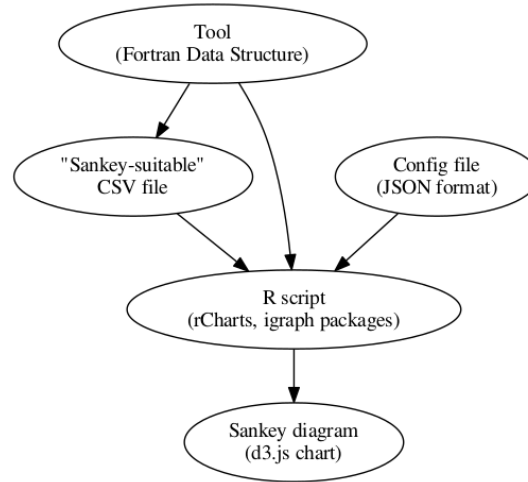 Tool
(Fortran Data Structure)
"Sankey-suitable"
CSV file
Config file
(JSON format)
R script
(rCharts, igraph packages)
Sankey diagram
(d3.js chart)